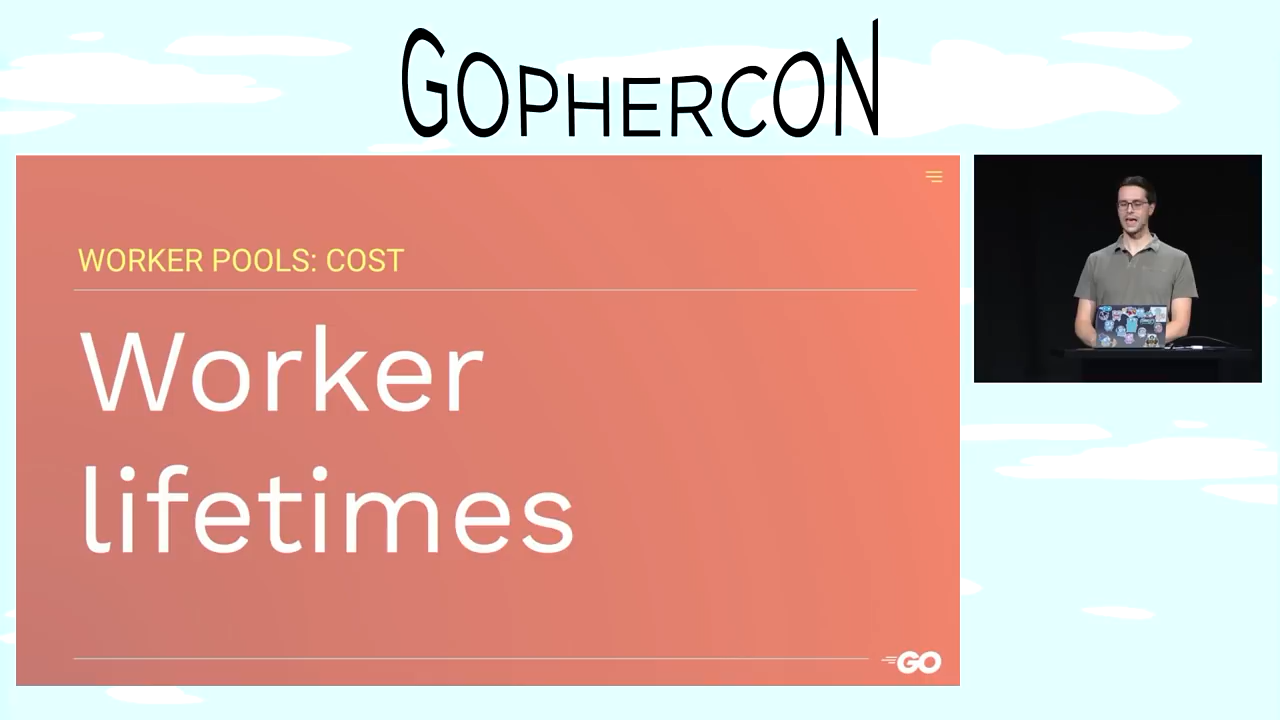 GOPHERCON
WORKER POOLS: COST
Worker
lifetimes
GO